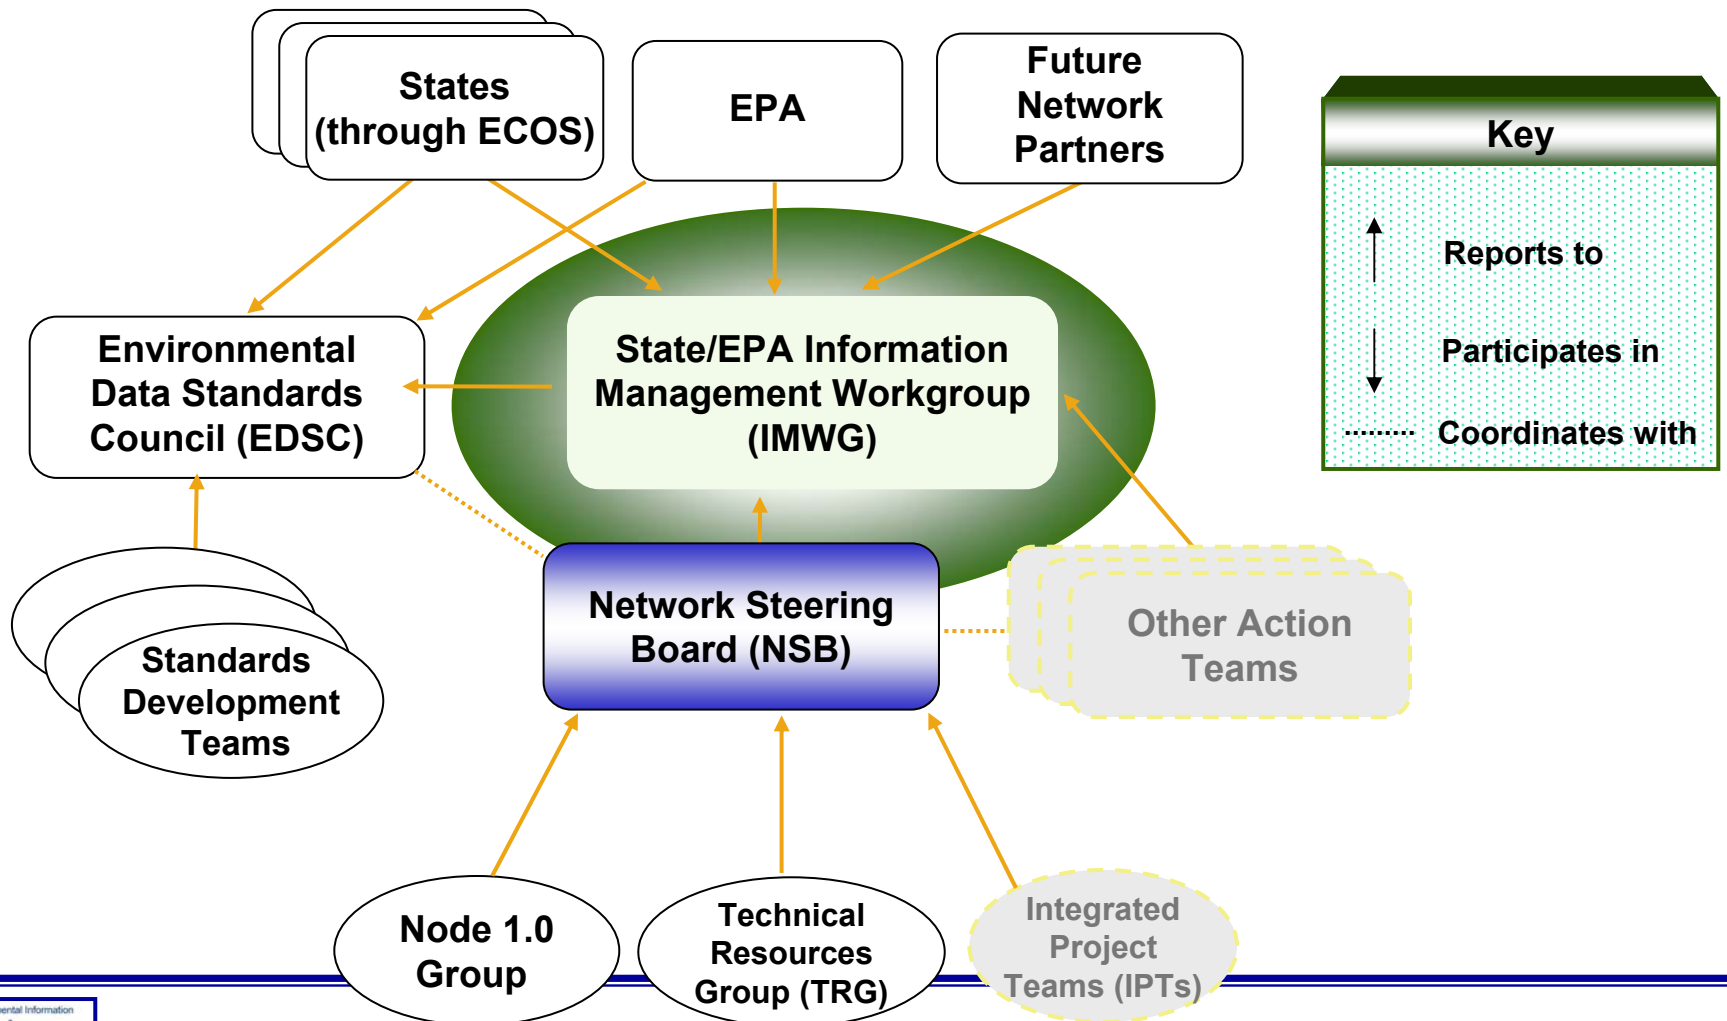 States
(through ECOS)
EPA
Future
Network
Partners
Key
Reports to
Participates in
Coordinates with
Environmental
Data Standards
Council (EDSC)
State/EPA Information
Management Workgroup
(IMWG)
Network Steering
Board (NSB)
Other Action
Teams
Standards
Development
Teams
Node 1.0
Group
Technical
Resources
Group (TRG)
Integrated
Project
Teams (IPTs)
Information